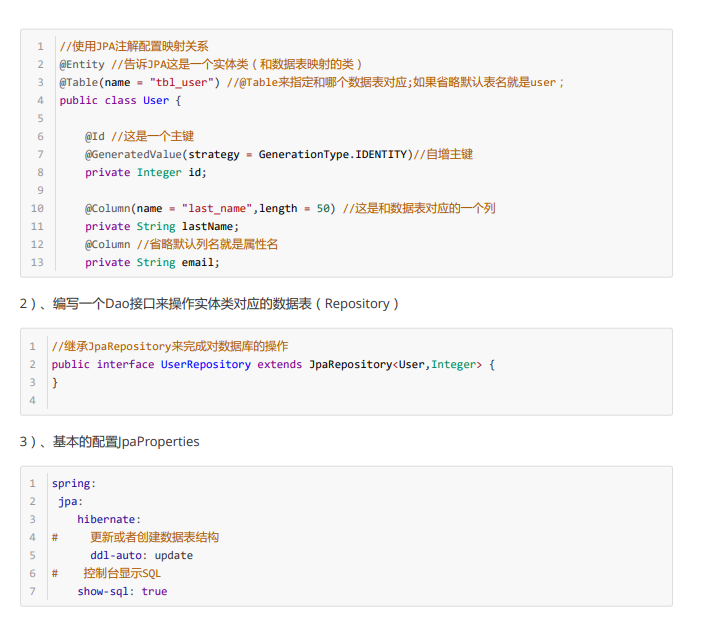 1 //使用JPA注解配置映射关系
2 @Entity //告诉JPA这是一个实体类（和数据表映射的类）
3 @Table(name = "tbl_user") //@Table来指定和哪个数据表对应;如果省略默认表名就是user；
4 public class User {
5
6 @Id //这是一个主键
7 @GeneratedValue(strategy = GenerationType.IDENTITY)//自增主键
8 private Integer id;
9
10 @Column(name = "last_name",length = 50) //这是和数据表对应的一个列
11 private String lastName;
12 @Column //省略默认列名就是属性名
13 private String email;
2）、编写一个Dao接口来操作实体类对应的数据表（Repository）
1 //继承JpaRepository来完成对数据库的操作
2 public interface UserRepository extends JpaRepository<User,Integer> {
3 }
4
3）、基本的配置JpaProperties
1 spring:
2 jpa:
3 hibernate:
4 # 更新或者创建数据表结构
5 ddl-auto: update
6 # 控制台显示SQL
7 show-sql: true